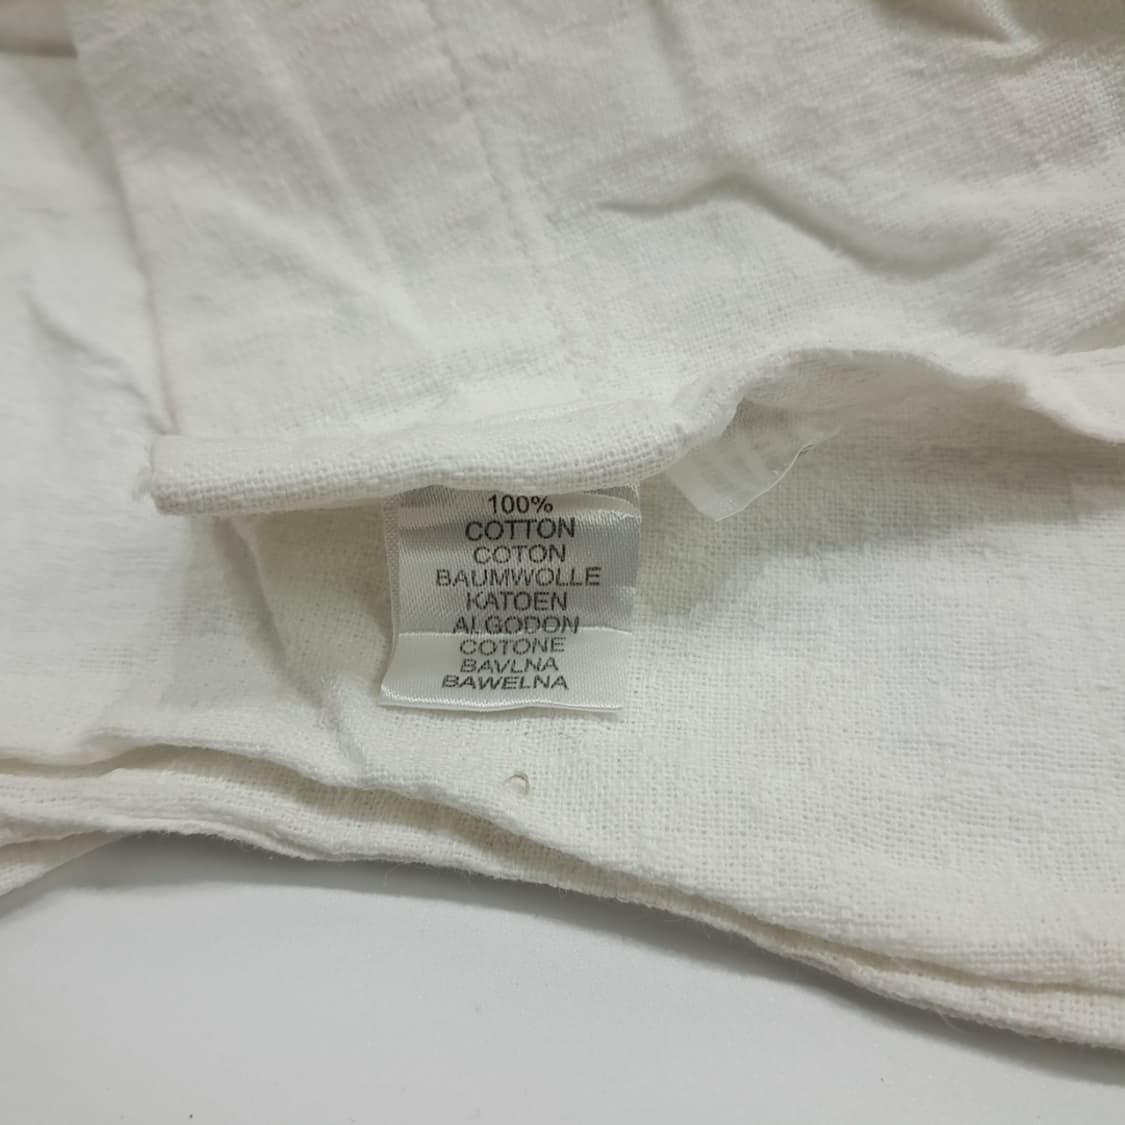 100%
COTTON
COTON
BAUMWOLLE
KATOEN
ALGODON
COTONE
BAVLNA
BAWELNA